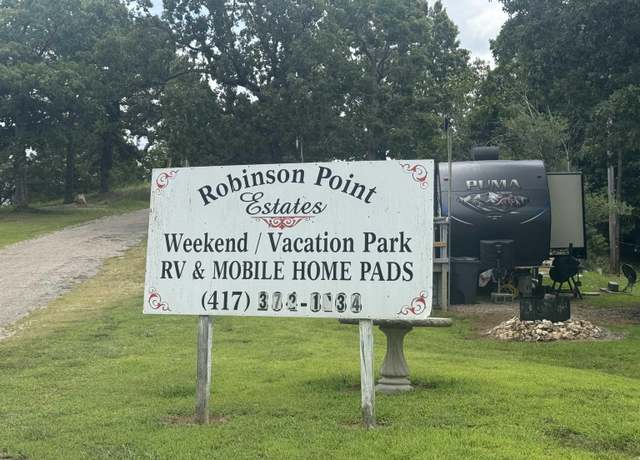 Robinson Point
Estates
Weekend / Vacation Park
RV & MOBILE HOME PADS
(417)
PUMA